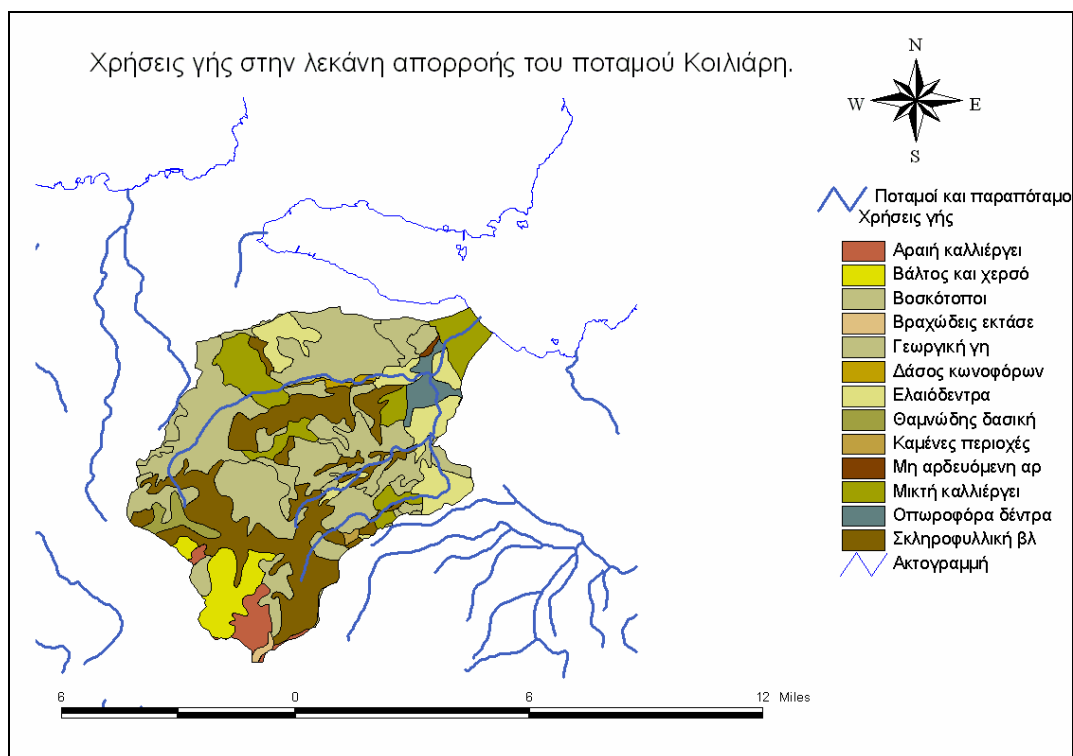 Χρήσεις γής στην λεκάνη απορροής του ποταμού Κοιλιάρη.
N
W E
S
Ποταμοί και παραπόταμο
Χρήσεις γής
Αραιή καλλιέργει
Βάλτος και χερσό
Βοσκότοποι
Βραχώδεις εκτάσε
Γεωργική γη
Δάσος κωνοφόρων
Ελαιόδεντρα
Θαμνώδης δασική
Καμένες περιοχές
Μη αρδευόμενη αρ
Μικτή καλλιέργει
Οπωροφόρα δέντρα
Σκληροφυλλική βλ
Ακτογραμμή
6 0 6 12 Miles